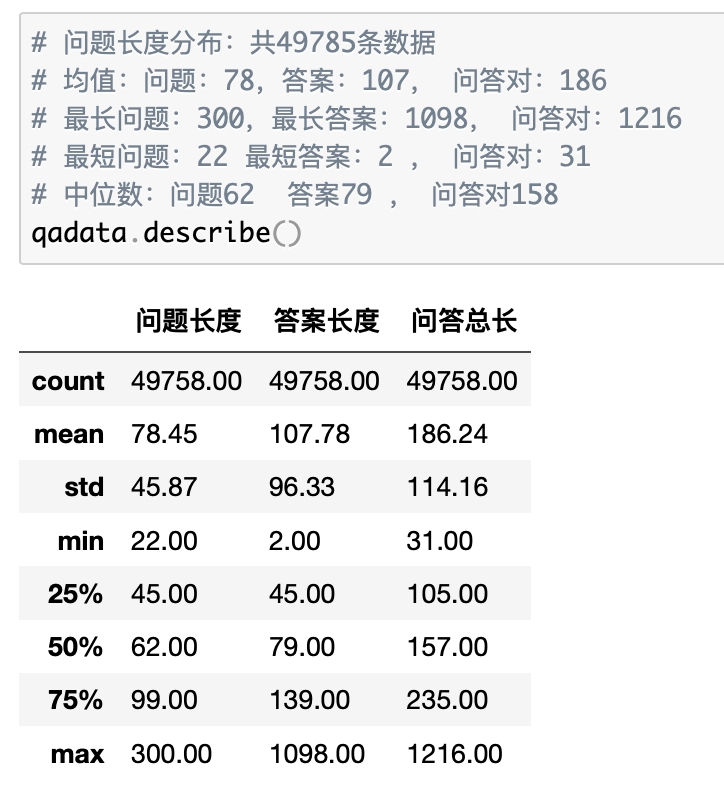 # 问题长度分布：共49785条数据
# 均值：问题：78，答案：107， 问答对：186
# 最长问题：300，最长答案：1098， 问答对：1216
# 最短问题：22 最短答案：2 ， 问答对：31
# 中位数：问题62 答案79 ， 问答对158
qadata.describe()
问题长度 答案长度 问答总长
count 49758.00 49758.00 49758.00
mean 78.45 107.78 186.24
std 45.87 96.33 114.16
min 22.00 2.00 31.00
25% 45.00 45.00 105.00
50% 62.00 79.00 157.00
75% 99.00 139.00 235.00
max 300.00 1098.00 1216.00